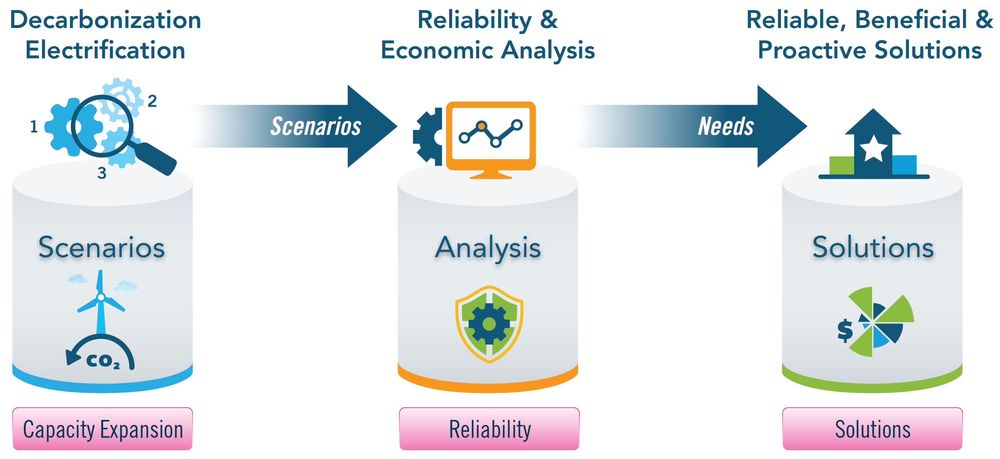 Decarbonization
Electrification
Reliability &
Economic Analysis
Reliable, Beneficial &
Proactive Solutions
1
2
3
Scenarios
Needs
Scenarios
Analysis
Solutions
$
CO₂
Capacity Expansion
Reliability
Solutions